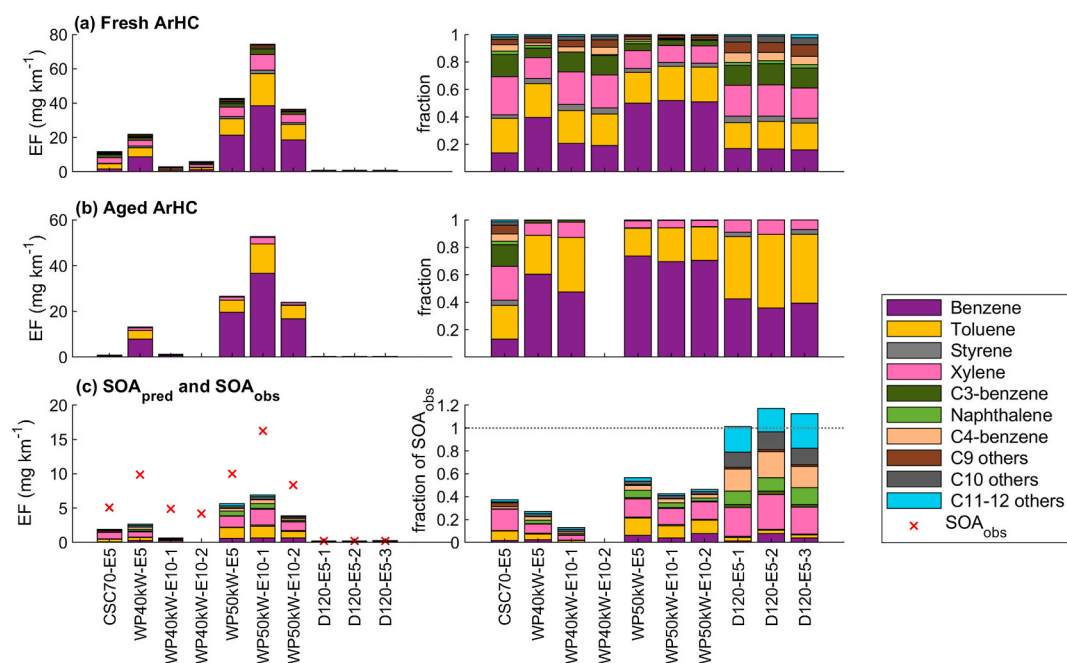 (a) Fresh ArHC
EF (mg km⁻¹)
80
60
40
20
0
fraction
1
0.8
0.6
0.4
0.2
(b) Aged ArHC
EF (mg km⁻¹)
60
40
20
0
fraction
1
0.8
0.6
0.4
0.2
(c) SOApred and SOAobs
EF (mg km⁻¹)
20
15
10
5
0
fraction of SOAobs
1.2
1
0.8
0.6
0.4
0.2
0
CSC70-E5
WP40kW-E5
WP40kW-E10-1
WP40kW-E10-2
WP50kW-E5
WP50kW-E10-1
WP50kW-E10-2
D120-E5-1
D120-E5-2
D120-E5-3
CSC70-E5
WP40kW-E5
WP40kW-E10-1
WP40kW-E10-2
WP50kW-E5
WP50kW-E10-1
WP50kW-E10-2
D120-E5-1
D120-E5-2
D120-E5-3
Benzene
Toluene
Styrene
Xylene
C3-benzene
Naphthalene
C4-benzene
C9 others
C10 others
C11-12 others
SOAobs